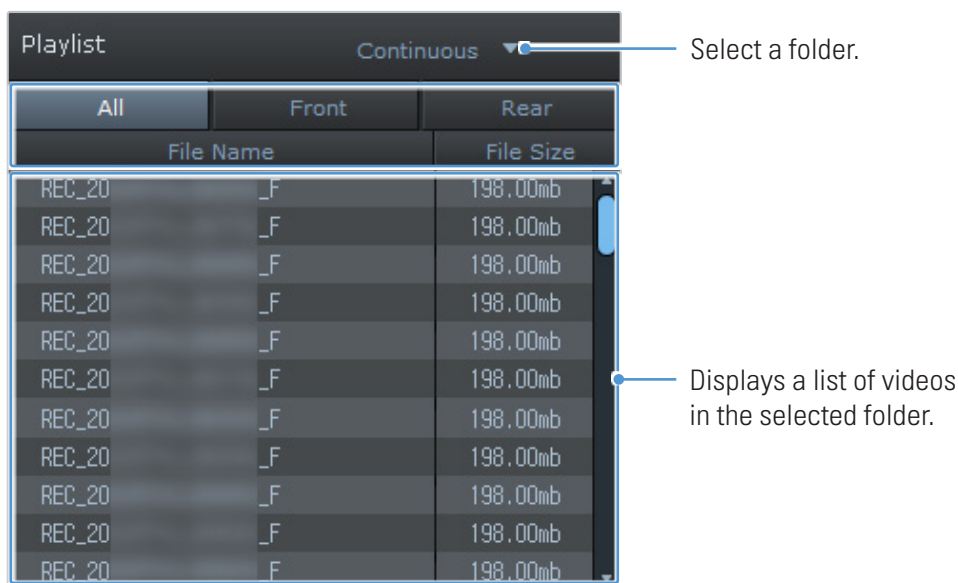 Playlist Continuous Select a folder.
All Front Rear
File Name File Size
REC_20 _F 198.00mb
REC_20 _F 198.00mb
REC_20 _F 198.00mb
REC_20 _F 198.00mb
REC_20 _F 198.00mb
REC_20 _F 198.00mb
Displays a list of videos
in the selected folder.
REC_20 _F 198.00mb
REC_20 _F 198.00mb
REC_20 _F 198.00mb
REC_20 _F 198.00mb
REC_20 _F 198.00mb